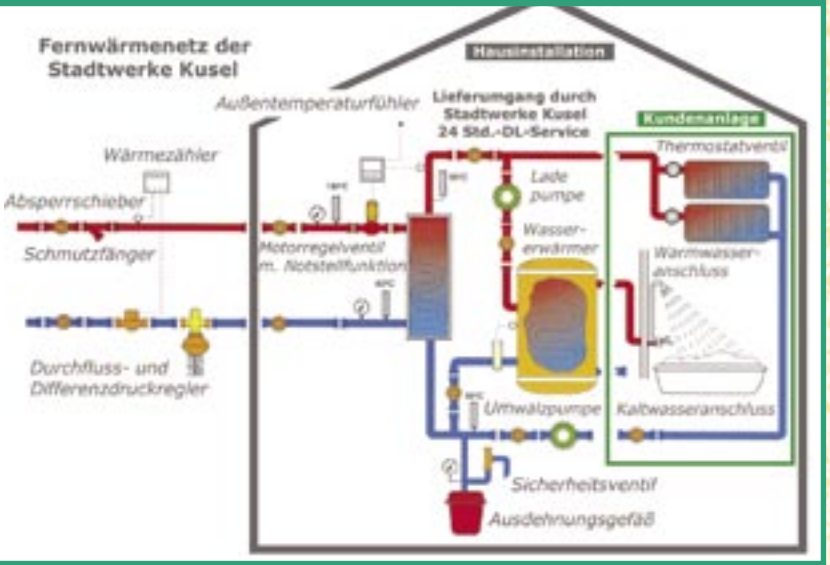 Fernwärmenetz der
Stadtwerke Kusel
Hausinstallation
Außentemperaturfühler
Lieferumgang durch
Stadtwerke Kusel
24 Std.-DL-Service
Kundenanlage
Thermostatventil
Wärmezähler
Absperrschieber
Schmutzfänger
Lade
pumpe
Motorregelventil
m. Notstellfunktion
Wasser-
erwärmer
Warmwasser-
anschluss
Durchfluss- und
Differenzdruckregler
Umwälzpumpe
Kaltwasseranschluss
Sicherheitsventil
Ausdehnungsgefäß